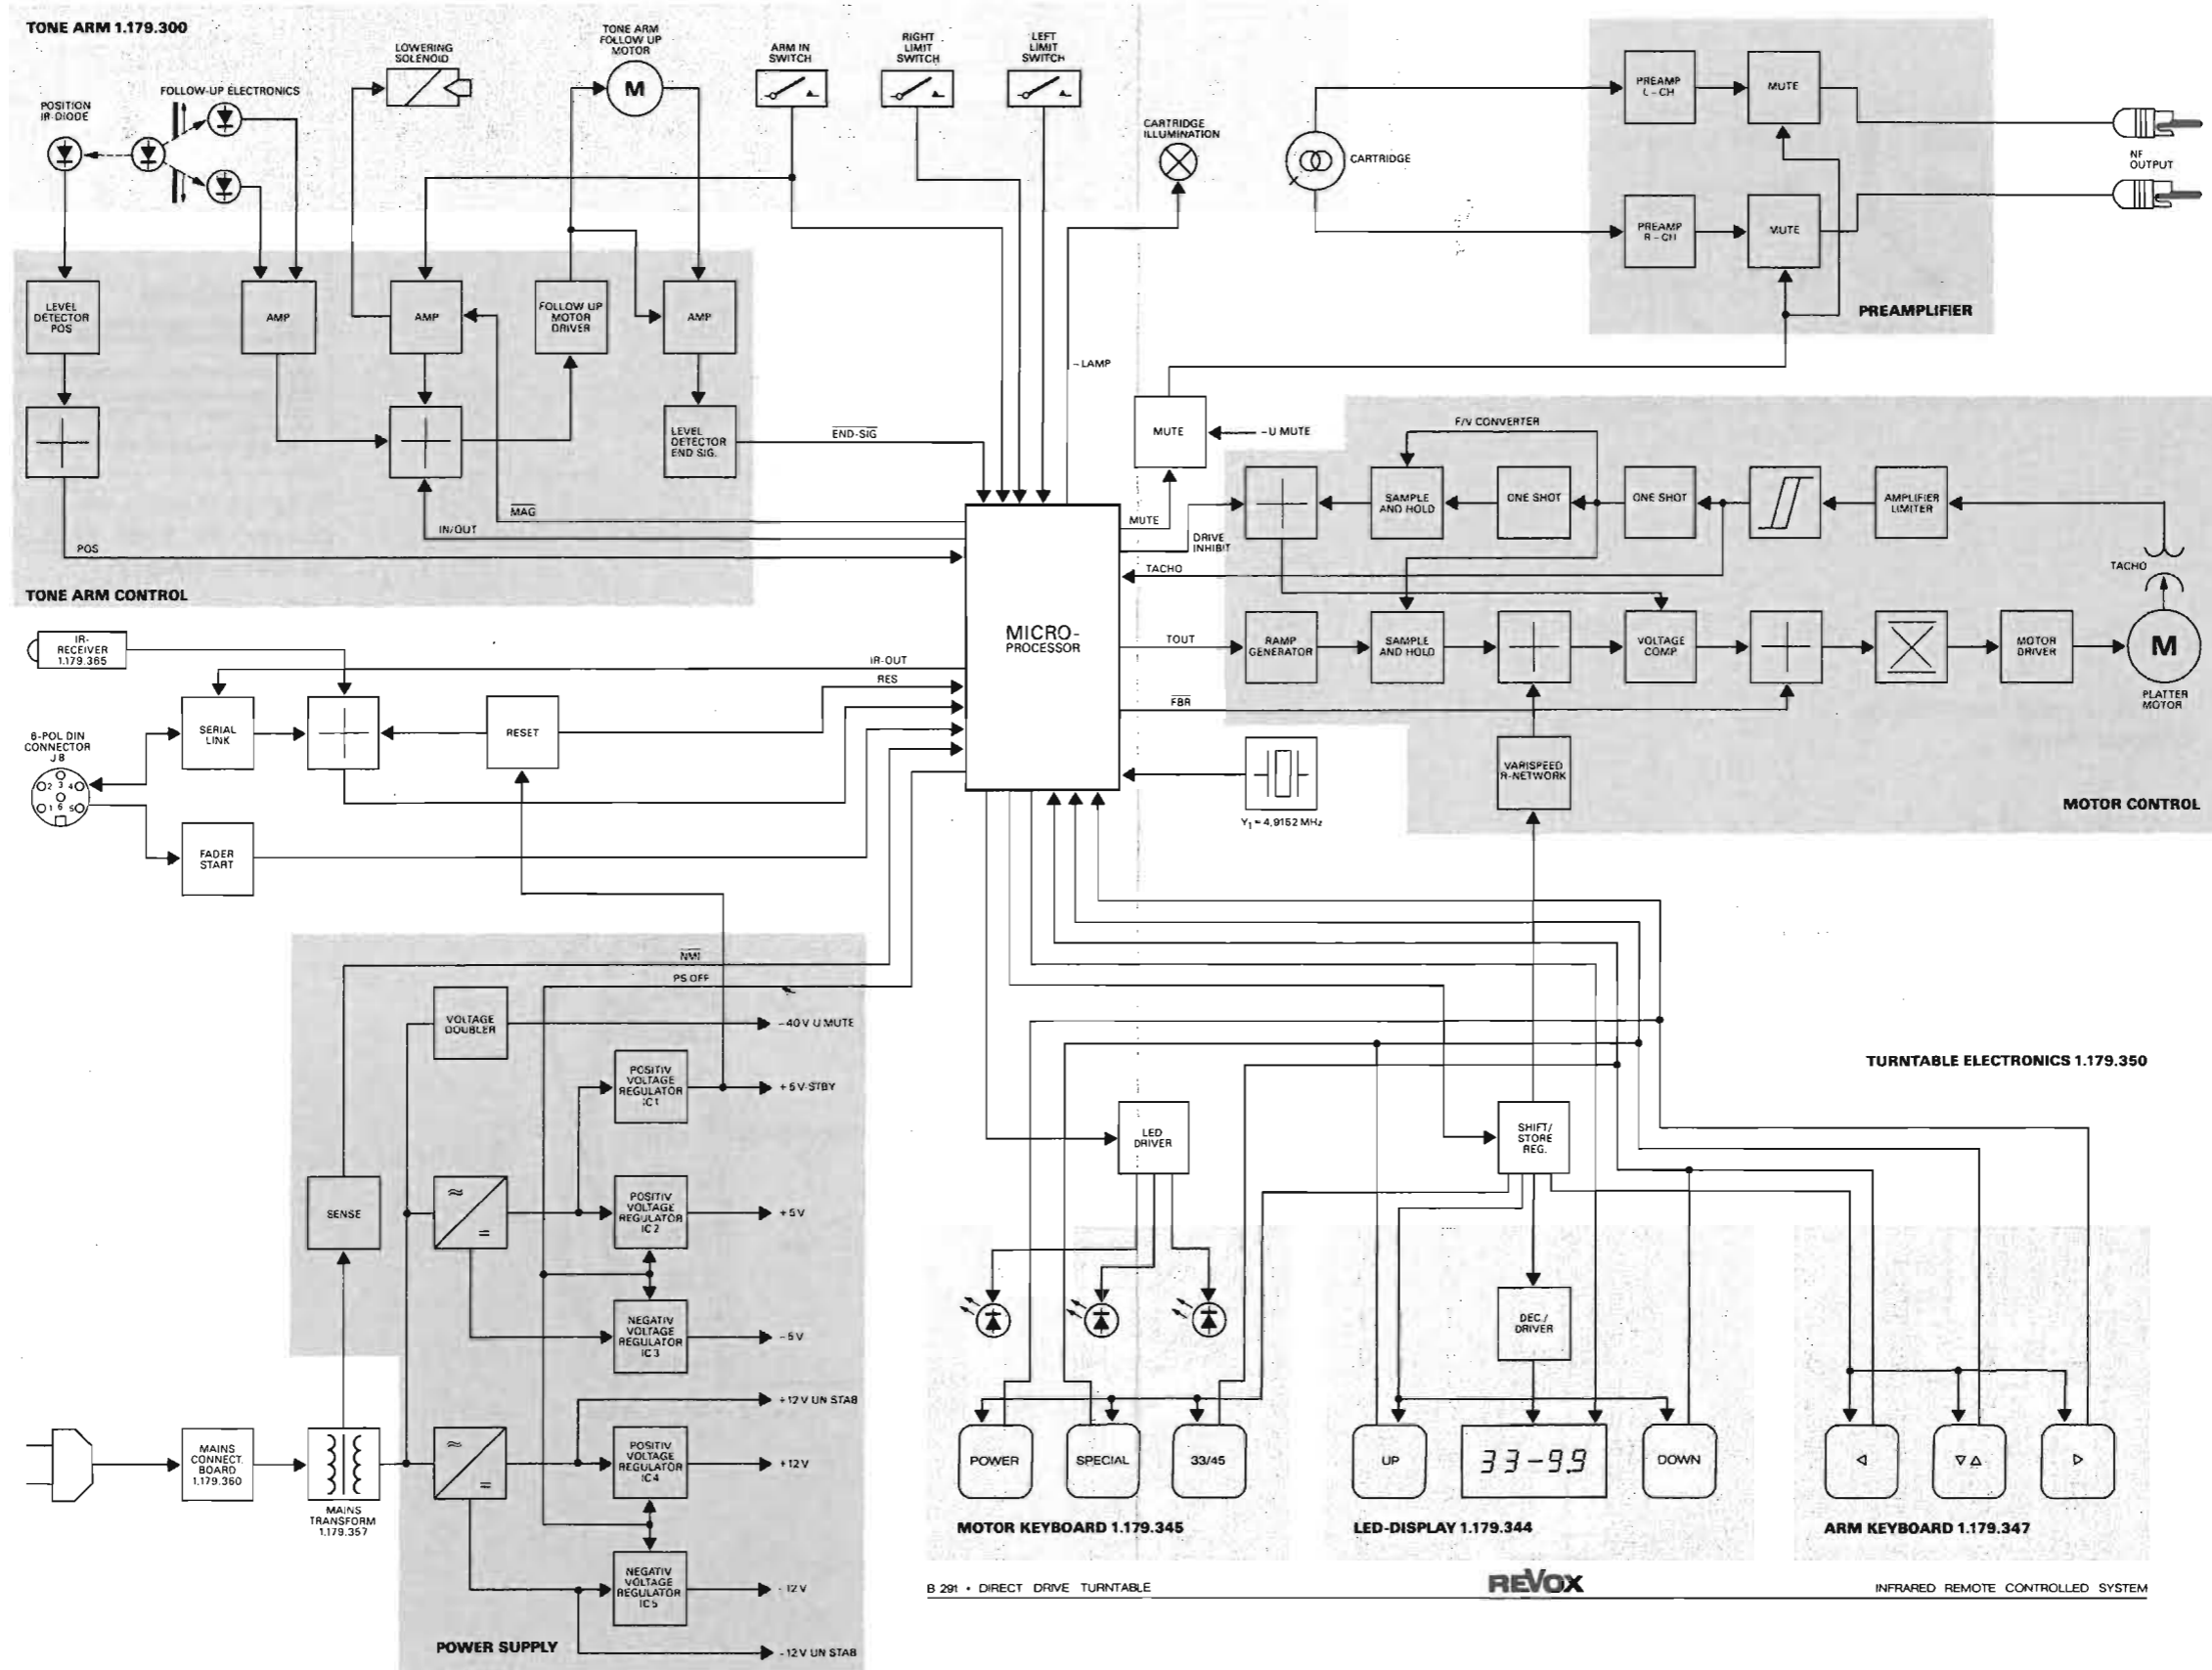 TONE ARM 1.179.300
LOWERING
SOLENOID
TONE ARM
FOLLOW UP
MOTOR
M
ARM IN
SWITCH
RIGHT
LIMIT
SWITCH
LEFT
LIMIT
SWITCH
POSITION
IR-DIODE
FOLLOW-UP ELECTRONICS
CARTRIDGE
ILLUMINATION
CARTRIDGE
PREAMP
L-CH
MUTE
NF
OUTPUT
PREAMP
R-CH
MUTE
PREAMPLIFIER
LEVEL
DETECTOR
POS
AMP
AMP
FOLLOW UP
MOTOR
DRIVER
AMP
-LAMP
LEVEL
DETECTOR
END SIG.
END-SIG
MAG
IN/OUT
POS
TONE ARM CONTROL
MUTE
-U MUTE
F/V CONVERTER
SAMPLE
AND HOLD
ONE SHOT
ONE SHOT
AMPLIFIER
LIMITER
MUTE
DRIVE
INHIBIT
TACHO
TACHO
MICRO-
PROCESSOR
TOUT
RAMP
GENERATOR
SAMPLE
AND HOLD
VOLTAGE
COMP.
MOTOR
DRIVER
M
PLATTER
MOTOR
FBR
VARISPEED
R-NETWORK
MOTOR CONTROL
Y1 = 4,9152 MHz
IR-
RECEIVER
1.179.365
IR-OUT
RES
SERIAL
LINK
RESET
6-POL DIN
CONNECTOR
J8
2 3 4
1 6 5
FADER
START
NMI
PS OFF
VOLTAGE
DOUBLER
-40V U MUTE
POSITIV
VOLTAGE
REGULATOR
IC1
+5V-STBY
SENSE
≈
=
POSITIV
VOLTAGE
REGULATOR
IC2
+5V
NEGATIV
VOLTAGE
REGULATOR
IC3
-5V
+12V UN STAB
≈
=
POSITIV
VOLTAGE
REGULATOR
IC4
+12V
NEGATIV
VOLTAGE
REGULATOR
IC5
-12V
-12V UN STAB
MAINS
CONNECT.
BOARD
1.179.360
MAINS
TRANSFORM
1.179.357
POWER SUPPLY
TURNTABLE ELECTRONICS 1.179.350
LED
DRIVER
SHIFT/
STORE
REG.
DEC./
DRIVER
POWER
SPECIAL
33/45
UP
33-9.9
DOWN
◁
▽ △
▷
MOTOR KEYBOARD 1.179.345
LED-DISPLAY 1.179.344
ARM KEYBOARD 1.179.347
B 291 • DIRECT DRIVE TURNTABLE
REVOX
INFRARED REMOTE CONTROLLED SYSTEM